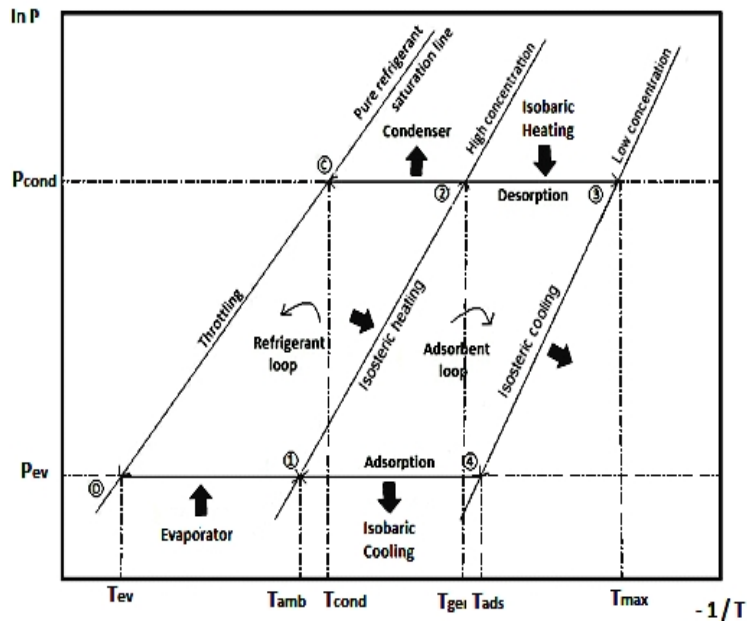 ln P
Pure refrigerant
saturation line
High concentration
Low concentration
Condenser
Isobaric
Heating
C
Pcond
2
3
Desorption
Throttling
Refrigerant
loop
Isosteric heating
Adsorbent
loop
Isosteric cooling
Pev
0
1
Adsorption
4
Evaporator
Isobaric
Cooling
Tev
Tamb
Tcond
Tger
Tads
Tmax
- 1/T